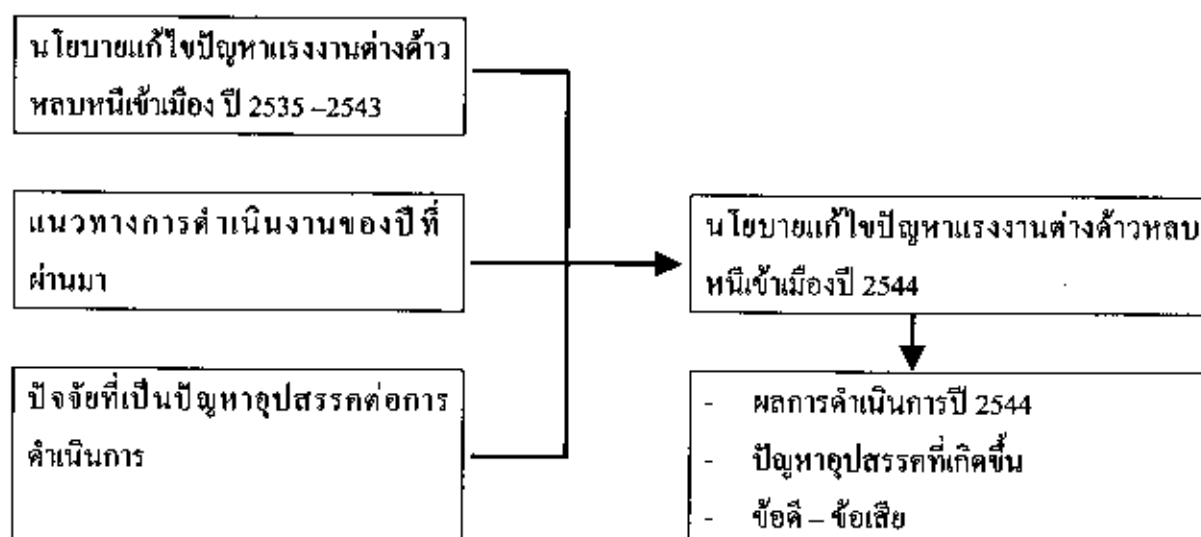 นโยบายแก้ไขปัญหาแรงงานต่างด้าว
หลบหนีเข้าเมือง ปี 2535 –2543
แนวทางการดำเนินงานของปีที่
ผ่านมา
ปัจจัยที่เป็นปัญหาอุปสรรคต่อการ
ดำเนินการ
นโยบายแก้ไขปัญหาแรงงานต่างด้าวหลบ
หนีเข้าเมืองปี 2544
- ผลการดำเนินการปี 2544
- ปัญหาอุปสรรคที่เกิดขึ้น
- ข้อดี – ข้อเสีย